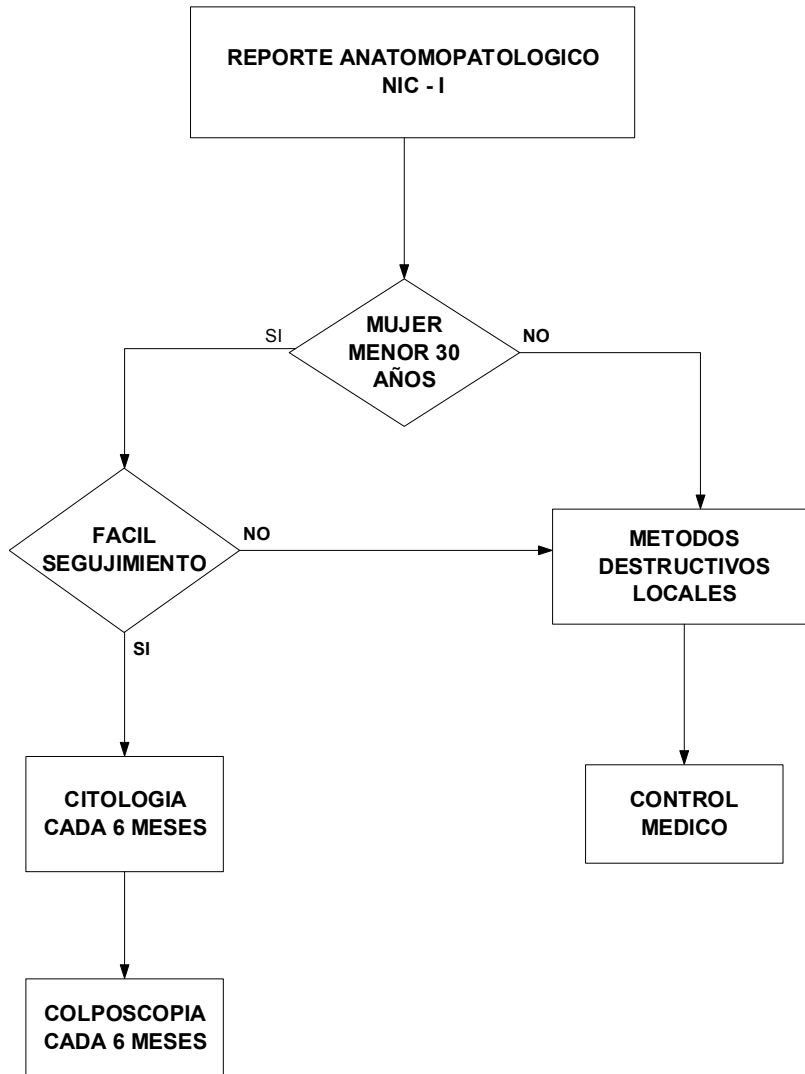 REPORTE ANATOMOPATOLOGICO
NIC - I
MUJER
MENOR 30
AÑOS
SI
NO
FACIL
SEGUJIMIENTO
NO
SI
METODOS
DESTRUCTIVOS
LOCALES
CITOLOGIA
CADA 6 MESES
CONTROL
MEDICO
COLPOSCOPIA
CADA 6 MESES